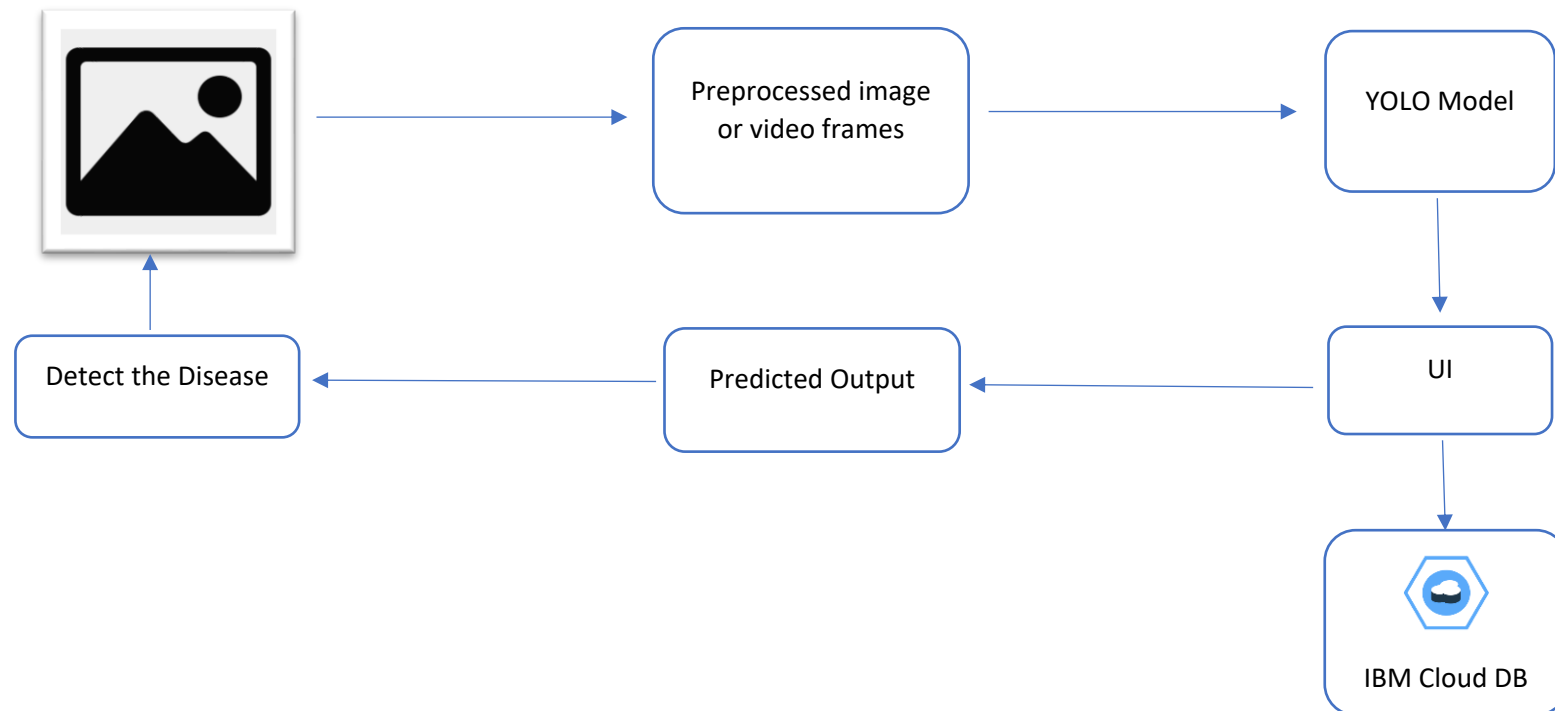 Preprocessed image
or video frames
YOLO Model
Detect the Disease
Predicted Output
UI
IBM Cloud DB